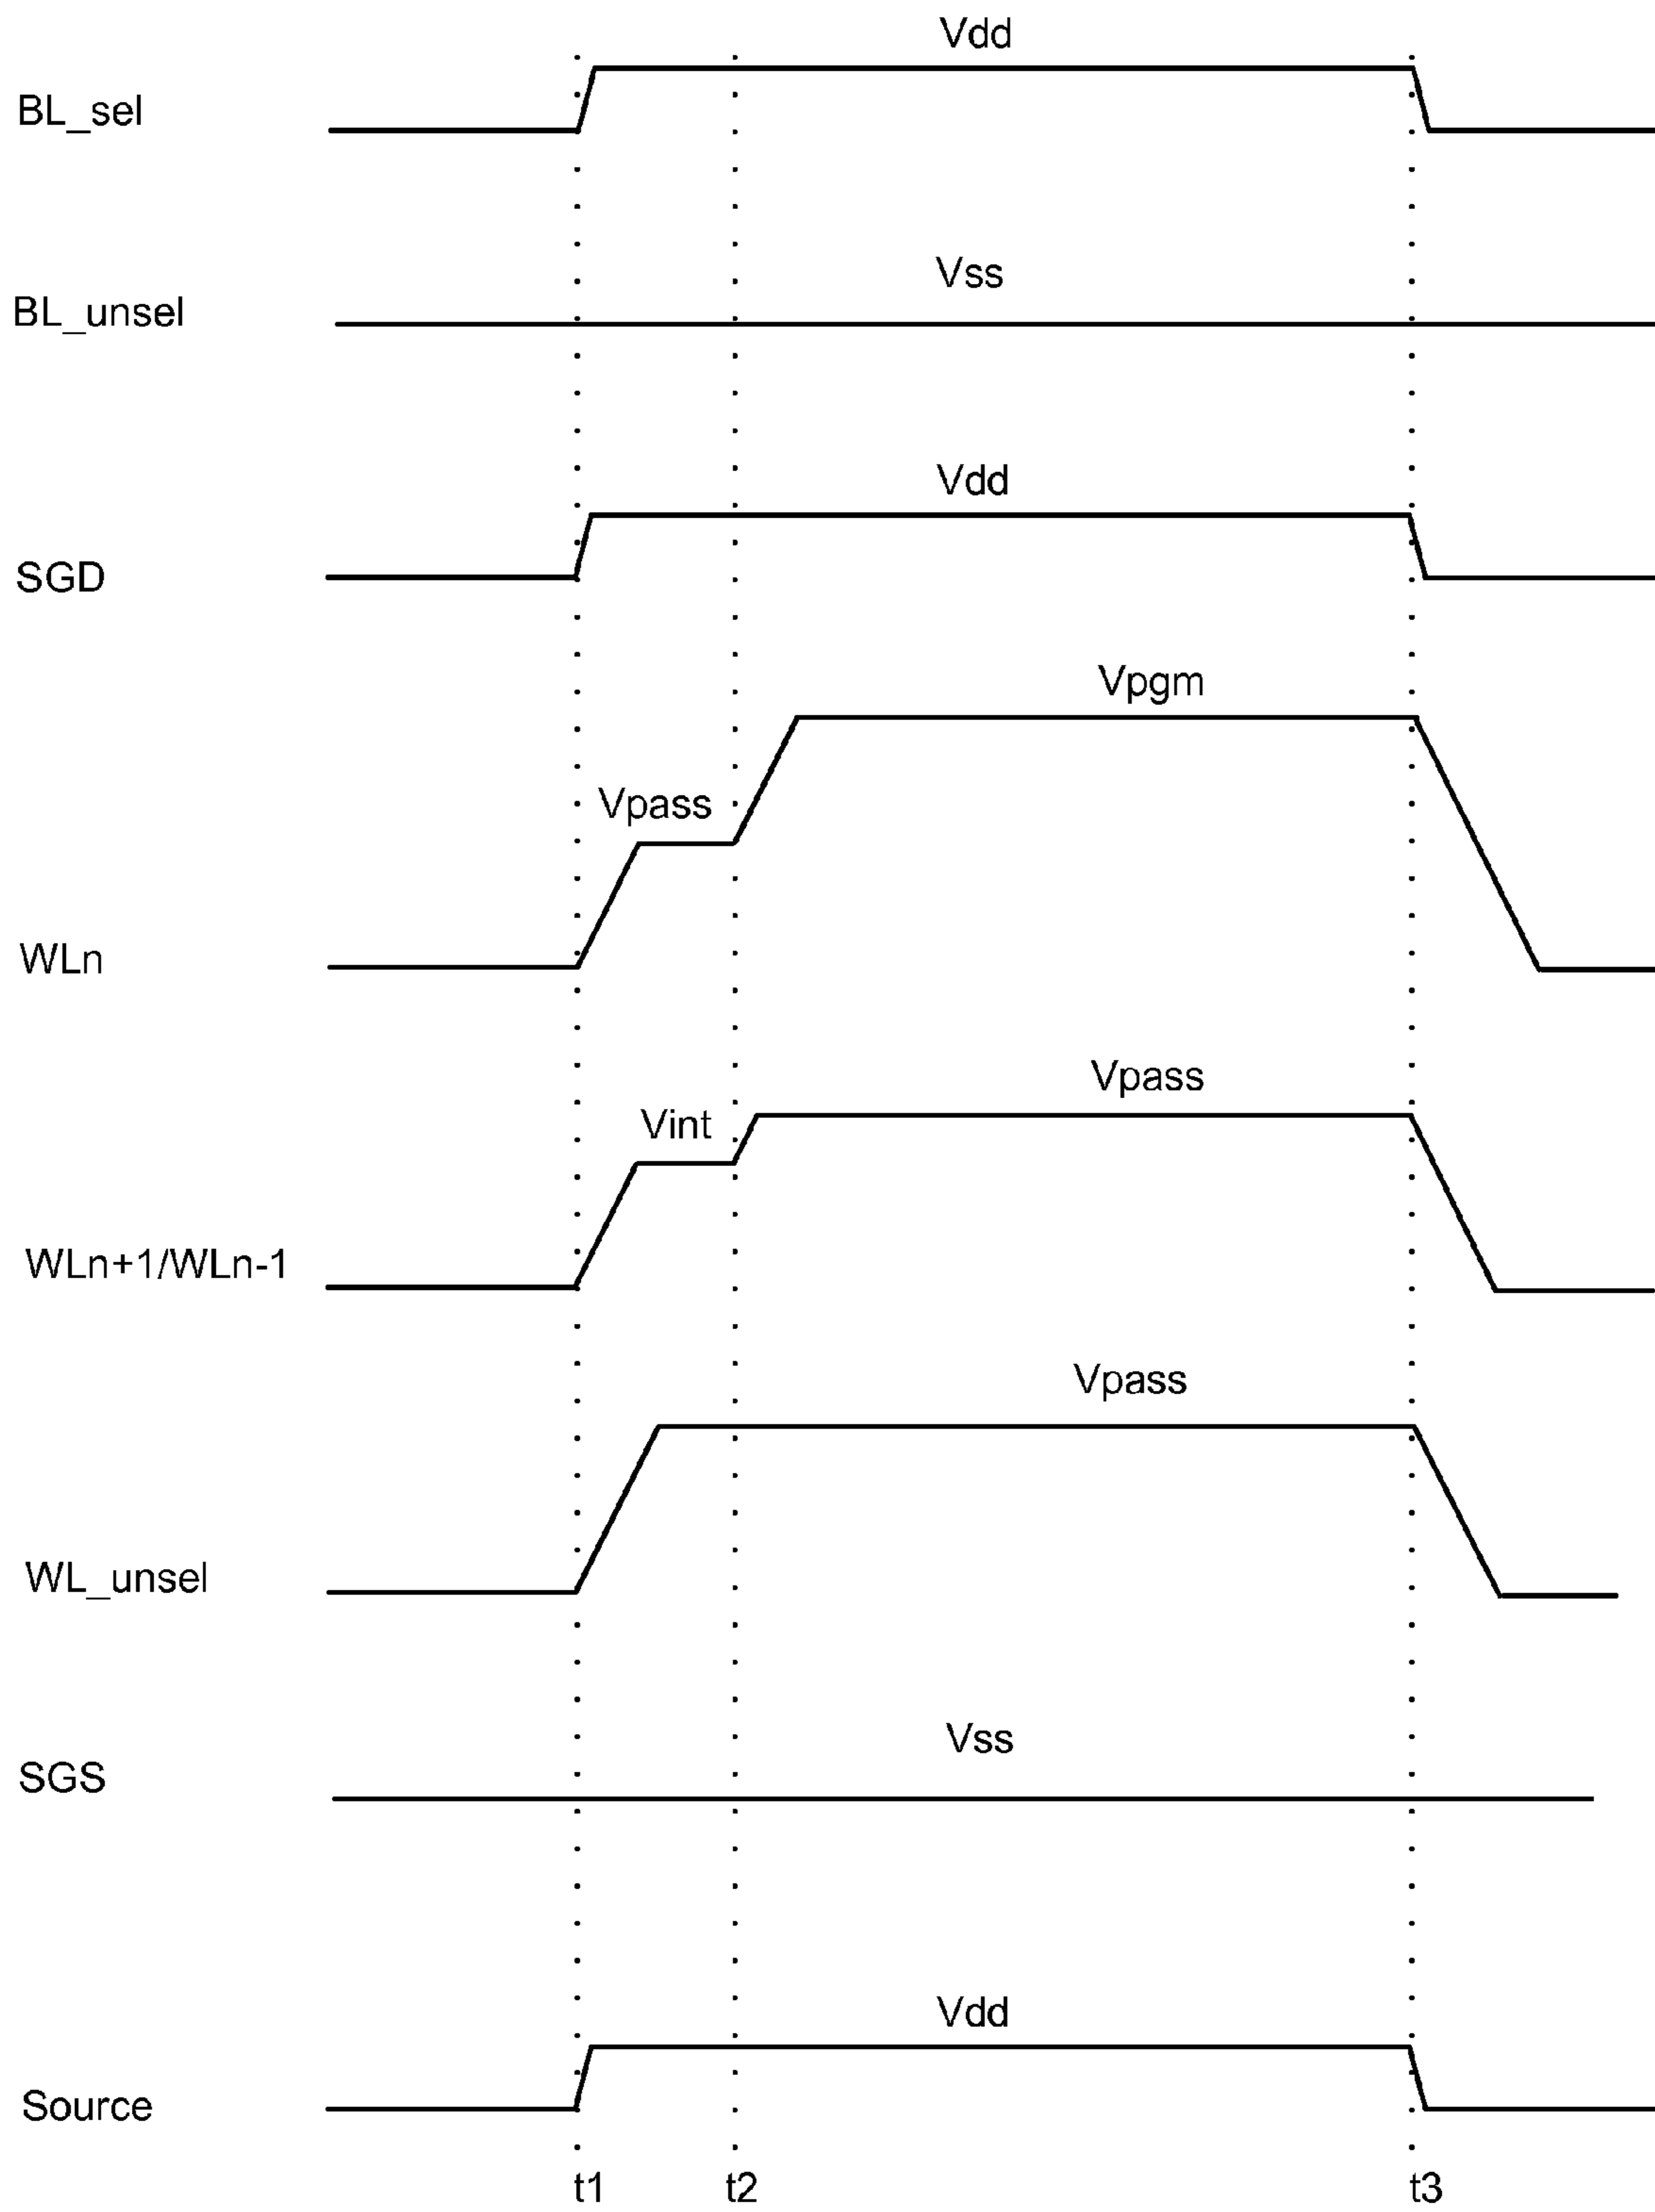 Vdd
BL_sel
Vss
BL_unsel
Vdd
SGD
Vpgm
Vpass
WLn
Vpass
Vint
WLn+1/WLn-1
Vpass
WL_unsel
Vss
SGS
Vdd
Source
t1 t2 t3